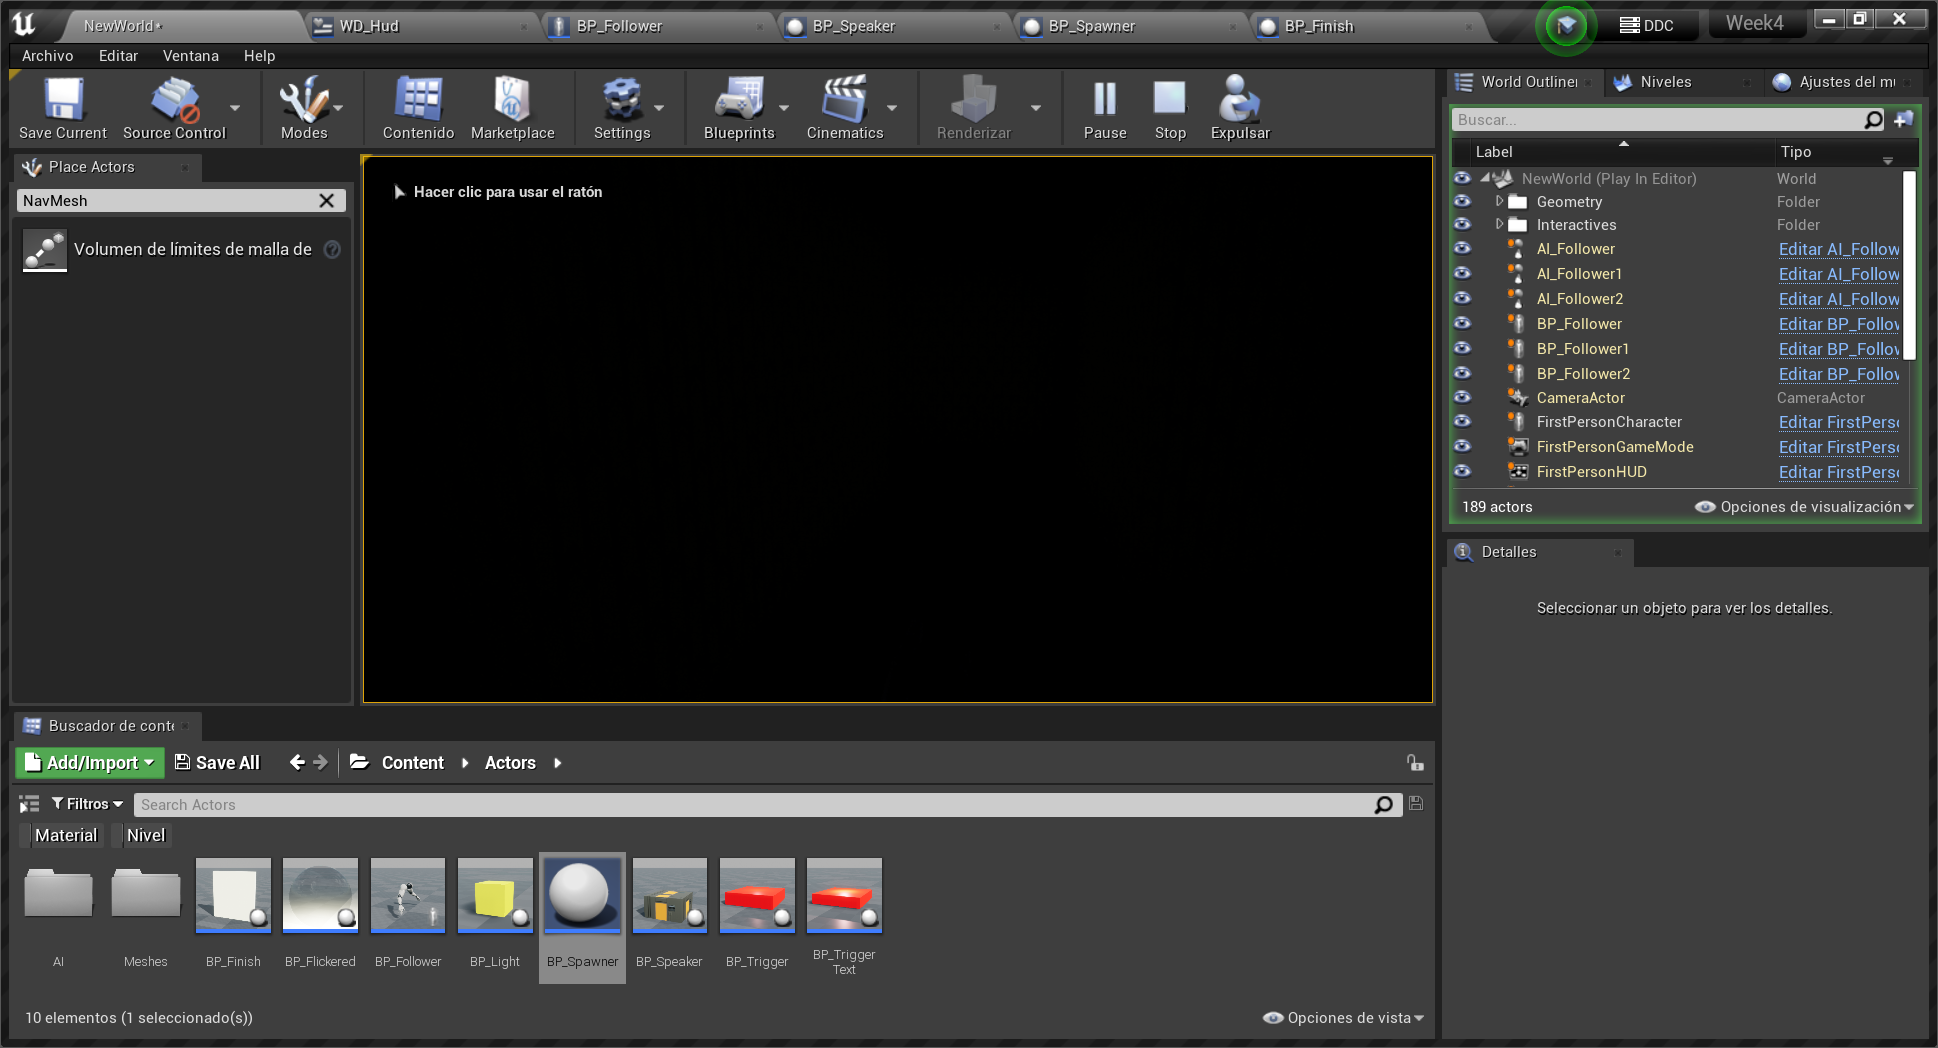 NewWorld*
WD_Hud
BP_Follower
BP_Speaker
BP_Spawner
BP_Finish
DDC
Week4
Archivo
Editar
Ventana
Help
Save Current
Source Control
Modes
Contenido
Marketplace
Settings
Blueprints
Cinematics
Renderizar
Pause
Stop
Expulsar
World Outliner
Niveles
Ajustes del mu
Place Actors
NavMesh
Volumen de límites de malla de
Hacer clic para usar el ratón
Buscar...
Label
Tipo
NewWorld (Play In Editor)
World
Geometry
Folder
Interactives
Folder
AI_Follower
Editar AI_Follow
AI_Follower1
Editar AI_Follow
AI_Follower2
Editar AI_Follow
BP_Follower
Editar BP_Follow
BP_Follower1
Editar BP_Follow
BP_Follower2
Editar BP_Follow
CameraActor
CameraActor
FirstPersonCharacter
Editar FirstPerso
FirstPersonGameMode
Editar FirstPerso
FirstPersonHUD
Editar FirstPerso
189 actors
Opciones de visualización
Detalles
Seleccionar un objeto para ver los detalles.
Buscador de conte
Add/Import
Save All
Content
Actors
Filtros
Search Actors
Material
Nivel
AI
Meshes
BP_Finish
BP_Flickered
BP_Follower
BP_Light
BP_Spawner
BP_Speaker
BP_Trigger
BP_Trigger
Text
10 elementos (1 seleccionado(s))
Opciones de vista